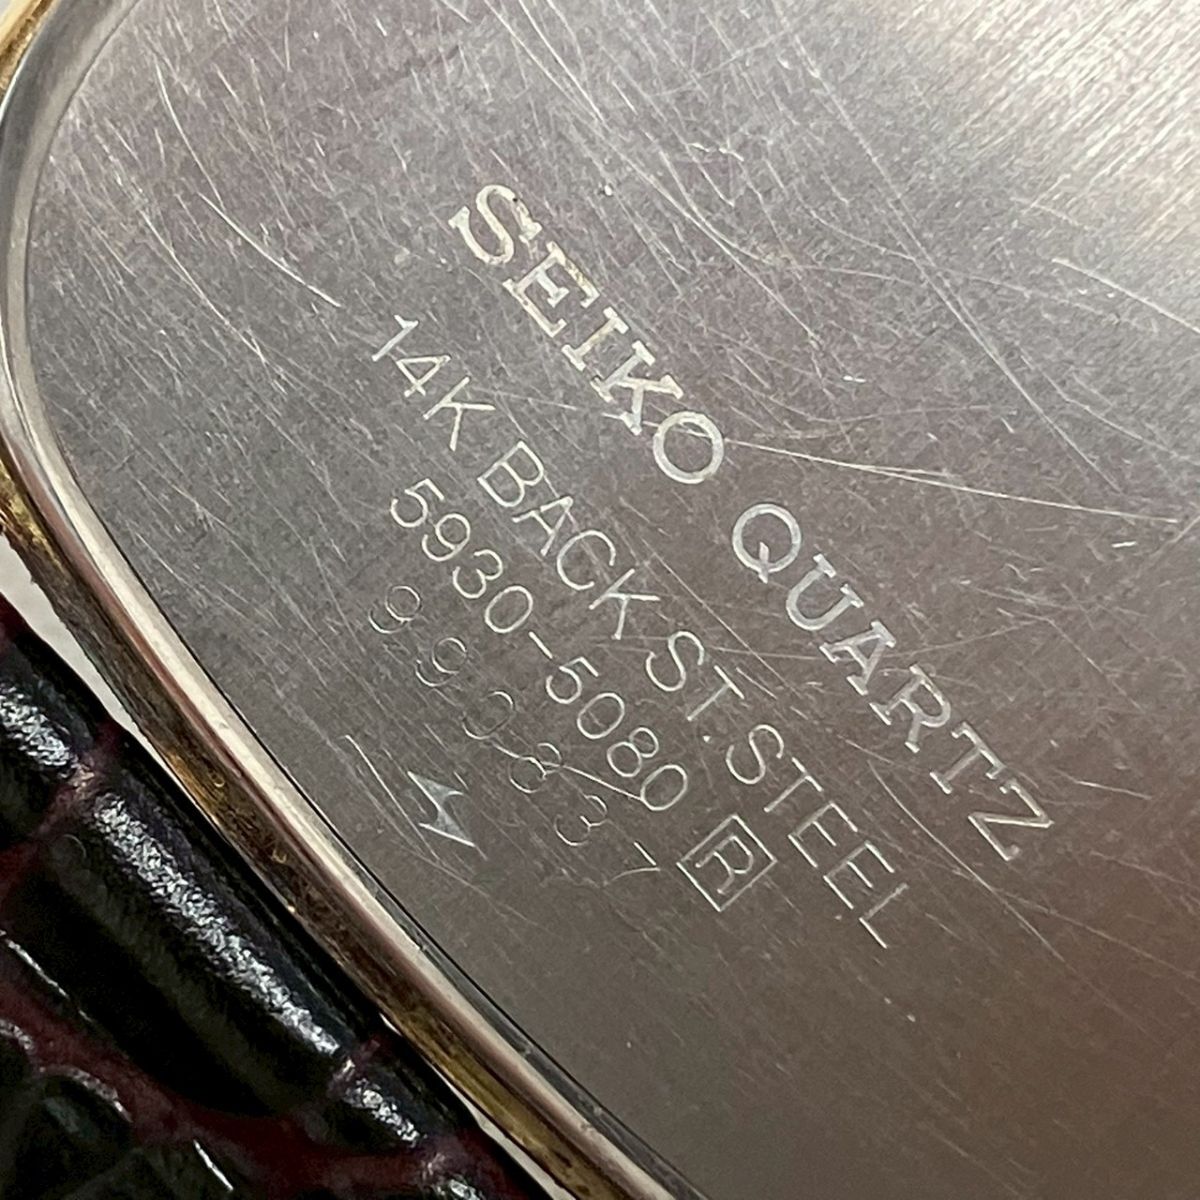 SEIKO QUARTZ
14K BACK ST.STEEL
5930-5080 R
990837